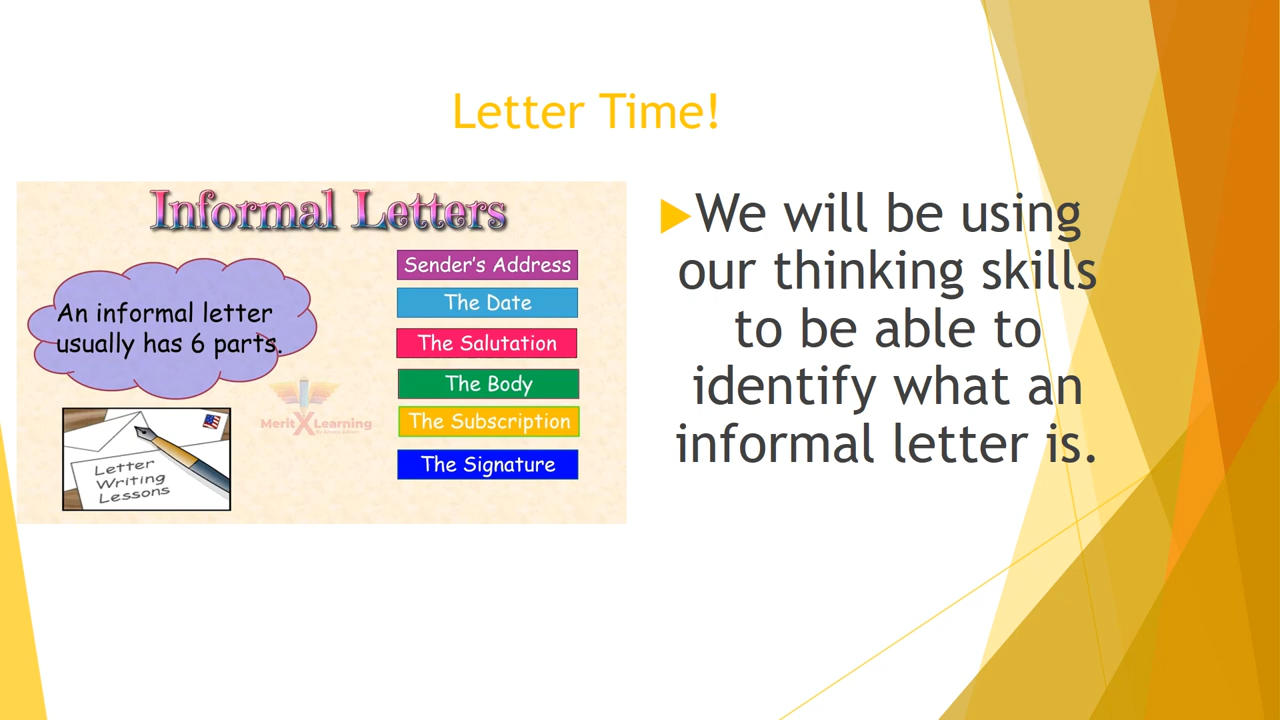 Letter Time!
Informal Letters
An informal letter
usually has 6 parts.
Sender's Address
The Date
The Salutation
The Body
The Subscription
The Signature
Merit X Learning
Letter
Writing
Lessons
We will be using
our thinking skills
to be able to
identify what an
informal letter is.